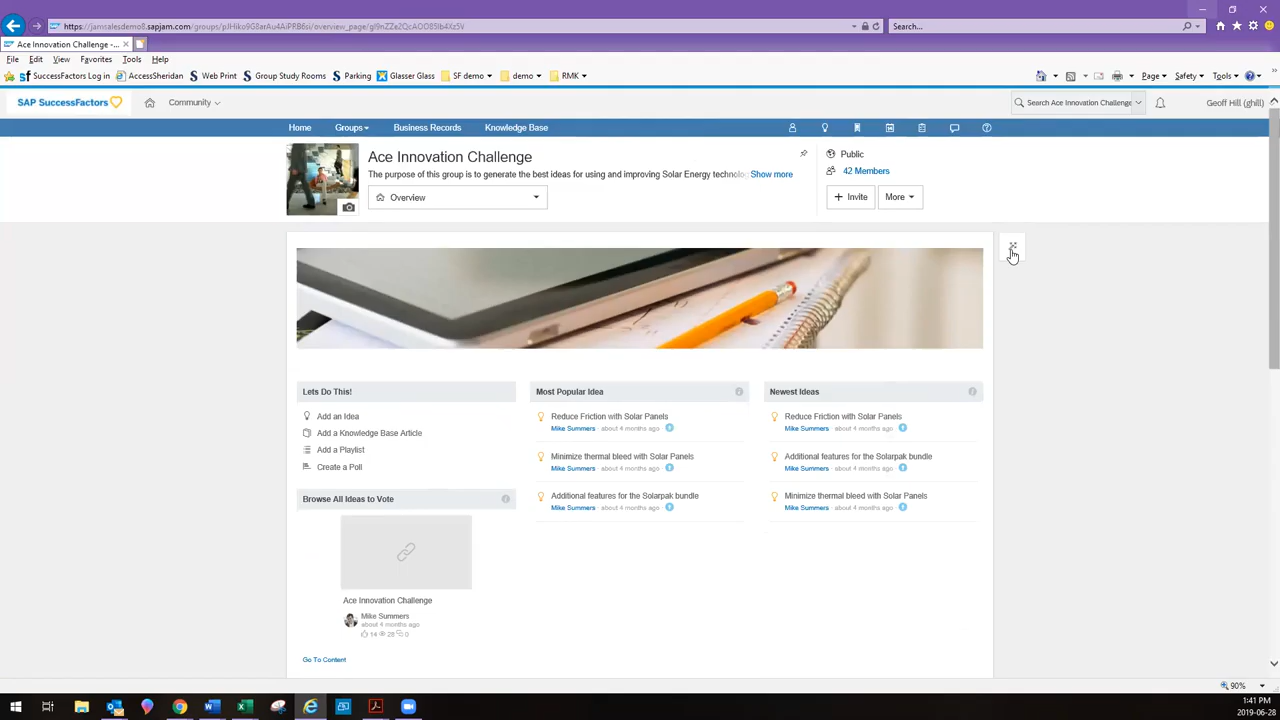 https://jamsalesdemo8.sapjam.com/groups/
Search...
Ace Innovation Challenge -...
File Edit View Favorites Tools Help
SuccessFactors Log in AccessSheridan Web Print Group Study Rooms Parking Glasser Glass SF demo demo RMK
Page Safety Tools
SAP SuccessFactors Community Search Ace Innovation Challenge Geoff Hill (ghill)
Home Groups Business Records Knowledge Base
Ace Innovation Challenge
The purpose of this group is to generate the best ideas for using and improving Solar Energy technolo Show more
Overview
Public
42 Members
Invite More
Lets Do This!
Add an Idea
Add a Knowledge Base Article
Add a Playlist
Create a Poll
Browse All Ideas to Vote
Ace Innovation Challenge
Mike Summers
about 4 months ago
14 28 0
Go To Content
Most Popular Idea
Reduce Friction with Solar Panels
Mike Summers · about 4 months ago ·
Minimize thermal bleed with Solar Panels
Mike Summers · about 4 months ago ·
Additional features for the Solarpak bundle
Mike Summers · about 4 months ago ·
Newest Ideas
Reduce Friction with Solar Panels
Mike Summers · about 4 months ago ·
Additional features for the Solarpak bundle
Mike Summers · about 4 months ago ·
Minimize thermal bleed with Solar Panels
Mike Summers · about 4 months ago ·
90%
1:41 PM
2019-06-28